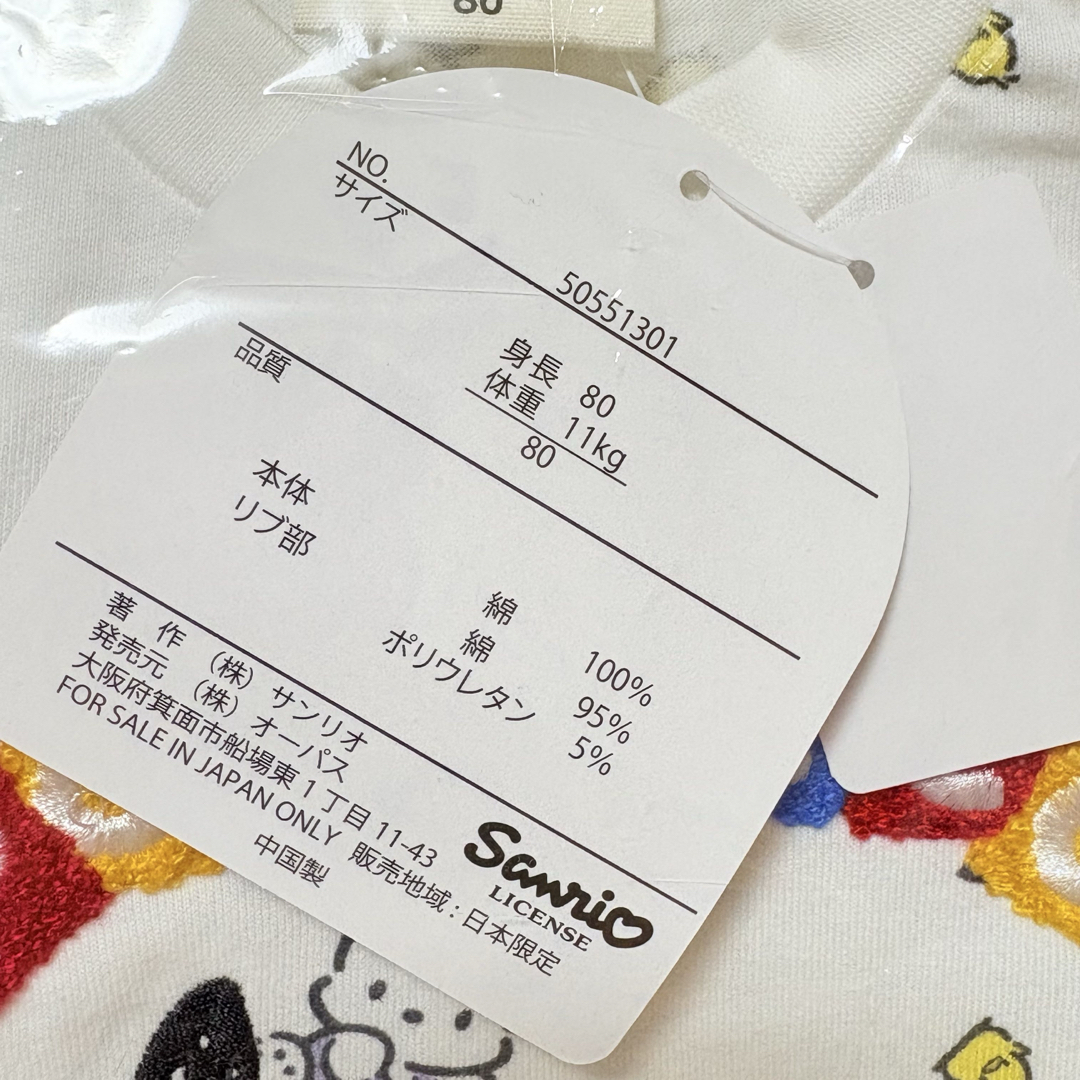 80
NO.
50551301
サイズ
身長 80
体重 11kg
80
品質
本体 綿 100%
リブ部 綿 95%
ポリウレタン 5%
著 作 （株） サンリオ
発売元 （株） オーパス
大阪府箕面市船場東1丁目11-43
FOR SALE IN JAPAN ONLY 販売地域：日本限定
中国製
Sanrio
LICENSE